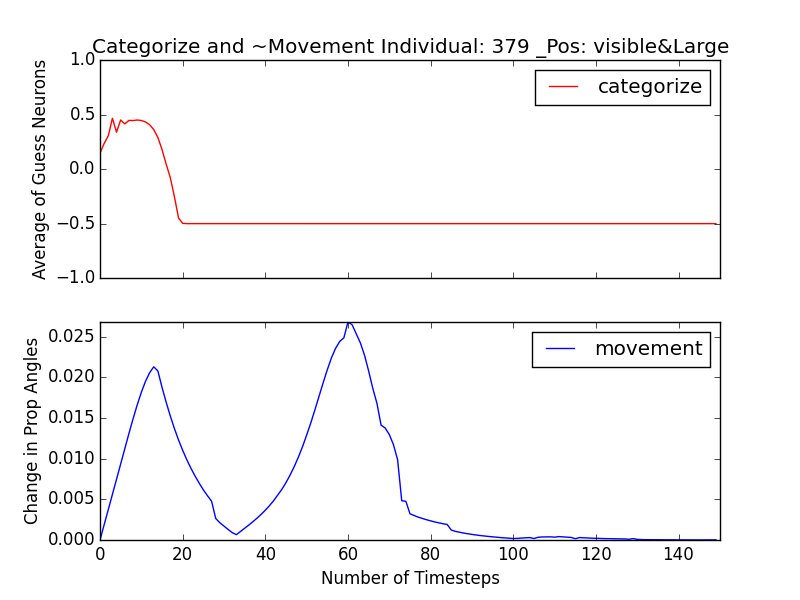 Categorize and ~Movement Individual: 379 _Pos: visible&Large
1.0
0.5
0.0
−0.5
−1.0
Average of Guess Neurons
categorize
0.025
0.020
0.015
0.010
0.005
0.000
Change in Prop Angles
movement
0 20 40 60 80 100 120 140
Number of Timesteps